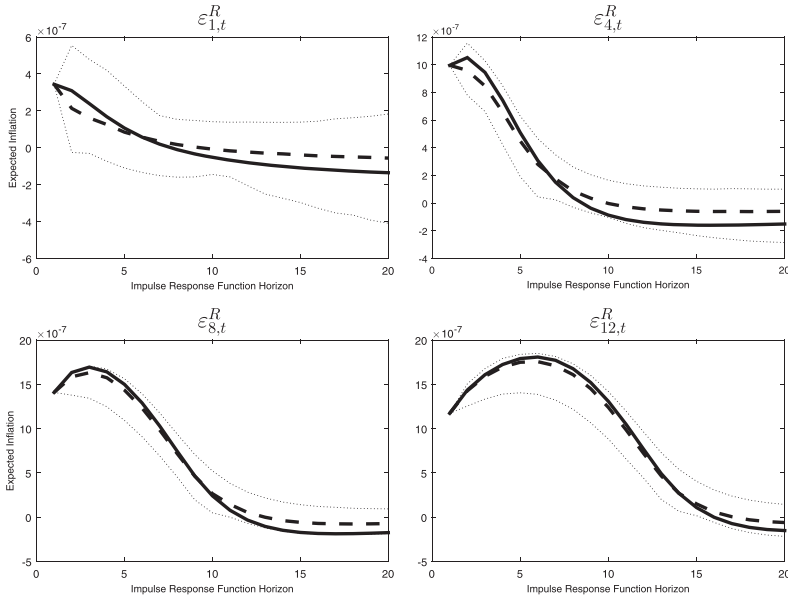 ε^R_{1,t}
×10^-7
6
4
2
0
-2
-4
-6
Expected Inflation
0 5 10 15 20
Impulse Response Function Horizon
ε^R_{4,t}
×10^-7
12
10
8
6
4
2
0
-2
-4
0 5 10 15 20
Impulse Response Function Horizon
ε^R_{8,t}
×10^-7
20
15
10
5
0
-5
Expected Inflation
0 5 10 15 20
Impulse Response Function Horizon
ε^R_{12,t}
×10^-7
20
15
10
5
0
-5
0 5 10 15 20
Impulse Response Function Horizon